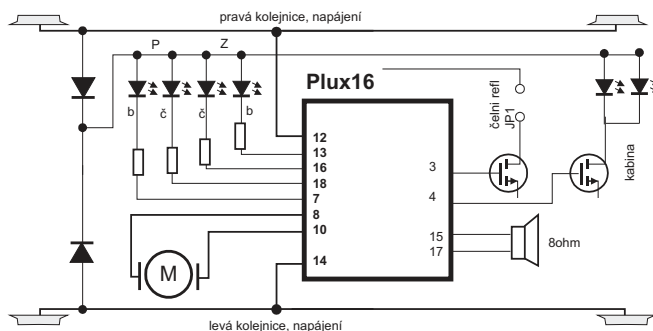 pravá kolejnice, napájení
P Z
Plux16
b č č b
12
13
16
18
7
8
10
14
3
4
15
17
čelni refl
JP1
kabina
8ohm
M
levá kolejnice, napájení